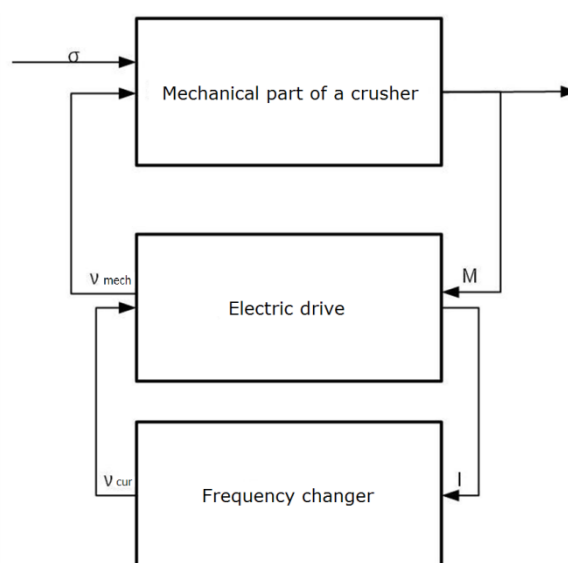 σ
Mechanical part of a crusher
ν mech
M
Electric drive
ν cur
I
Frequency changer